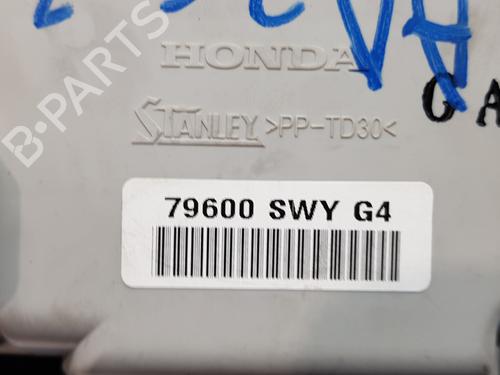 HONDA
STANLEY >PP-TD30<
79600 SWY G4
B-PARTS